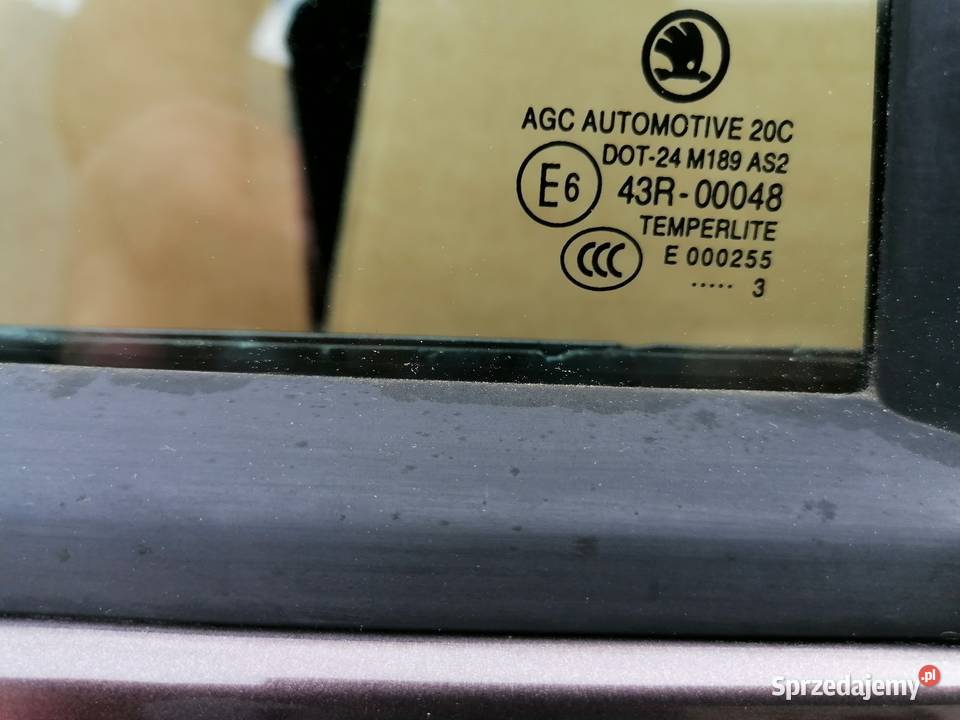 AGC AUTOMOTIVE 20C
DOT-24 M189 AS2
E6 43R-00048
TEMPERLITE
CCC E 000255
..... 3
Sprzedajemy.pl